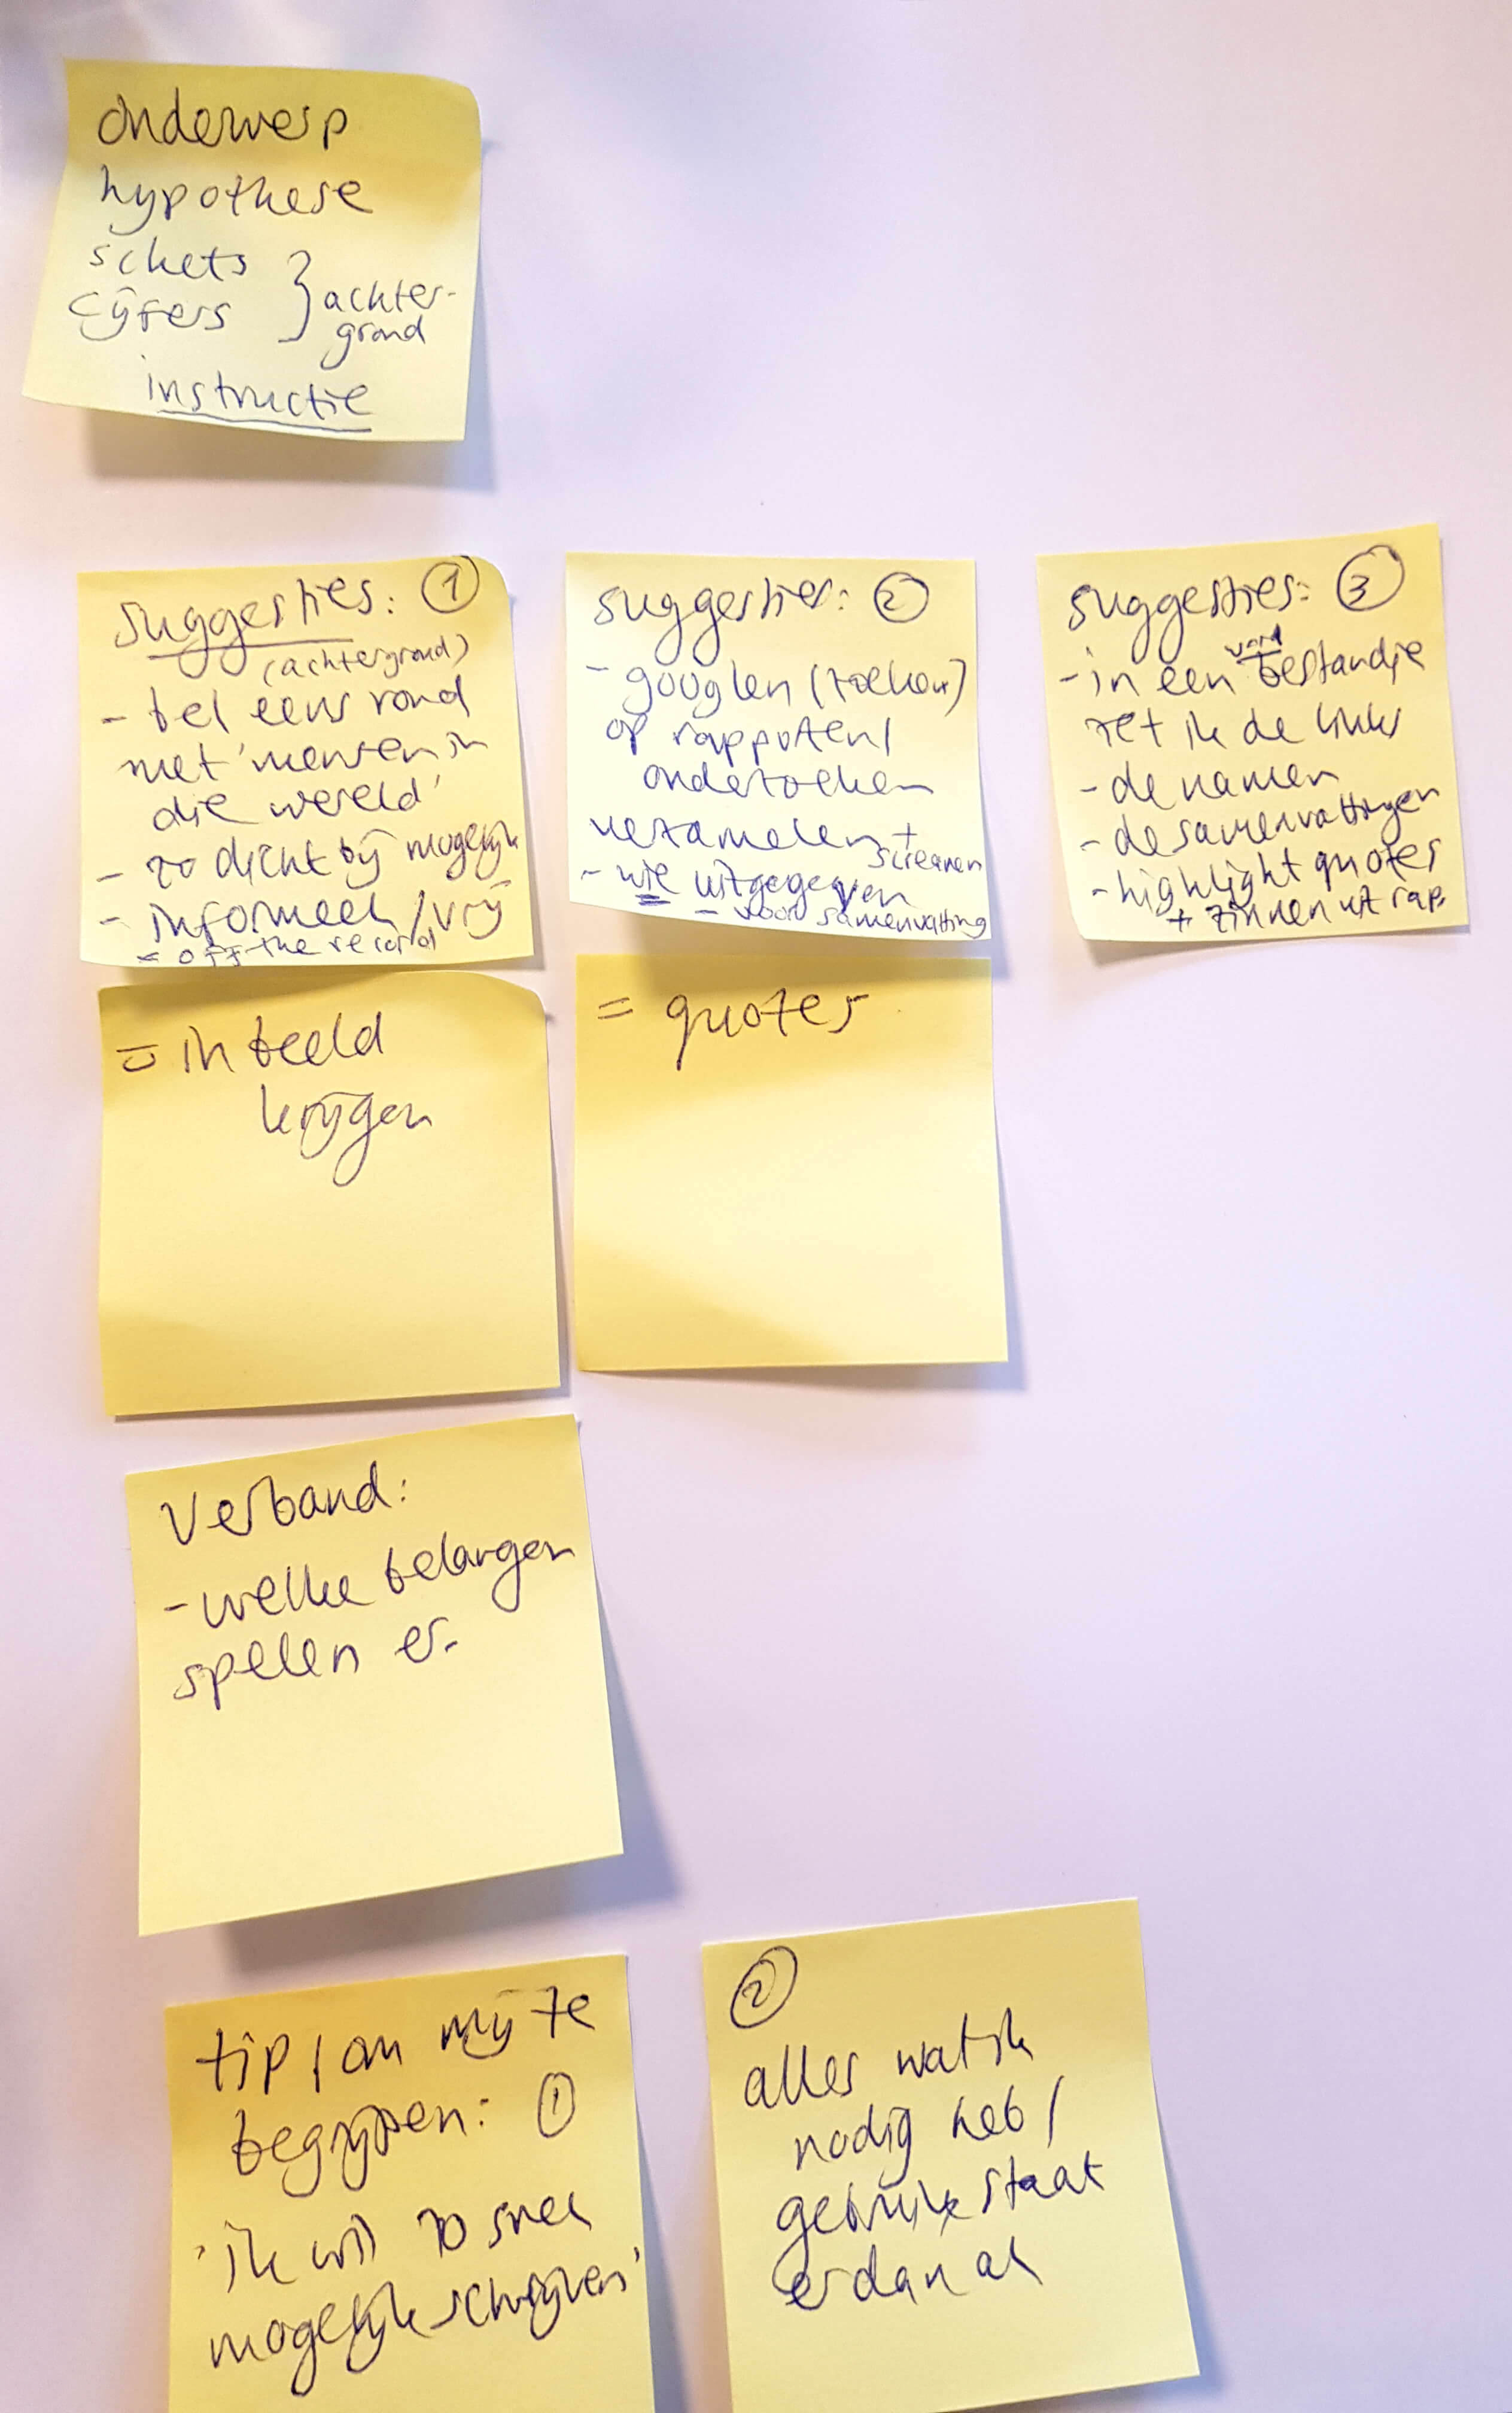 onderwerp
hypothese
schets
cijfers } achter-
grond
instructie
suggesties: ①
(achtergrond)
- bel eens rond
met 'mensen in
die wereld'
- zo dicht bij mogelijk
- informeel / vrij
= off-the record
= in beeld
krijgen
suggesties: ②
- googlen (zoeken)
op rapporten/
onderzoeken
verzamelen +
screenen
- wie uitgegeven
- voor samenvatting
= quotes
suggesties: ③
- in een word bestandje
zet ik de links
- de namen
- de samenvattingen
- highlight quotes
+ zinnen uit rap.
Verband:
- welke belangen
spelen er.
tip / om mij te
begrijpen: ①
'ik wil zo snel
mogelijk schrijven'
②
alles wat ik
nodig heb /
gebruik staat
er dan al